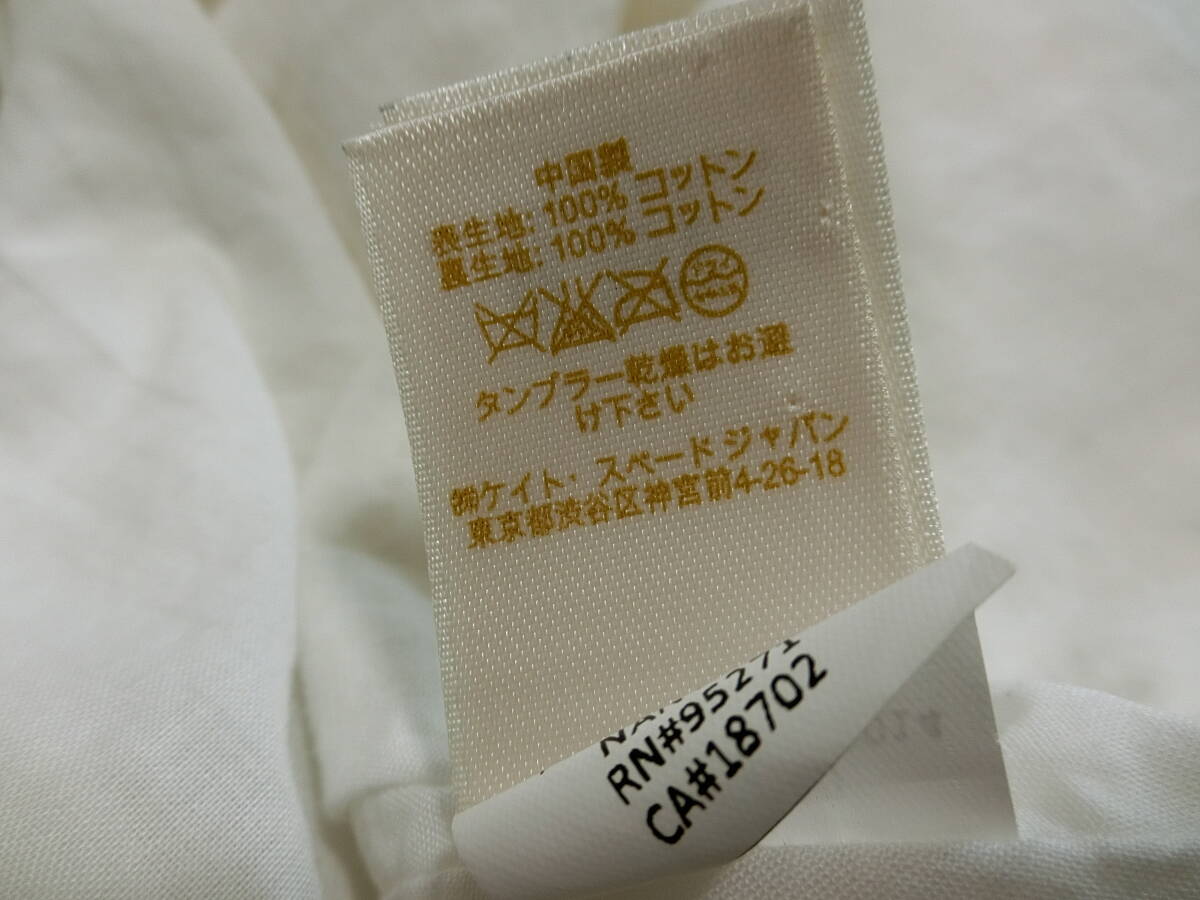 中国製
表生地: 100% コットン
裏生地: 100% コットン
タンブラー乾燥はお避
け下さい
㈱ケイト・スペード ジャパン
東京都渋谷区神宮前4-26-18
RN#95271
CA#18702
014